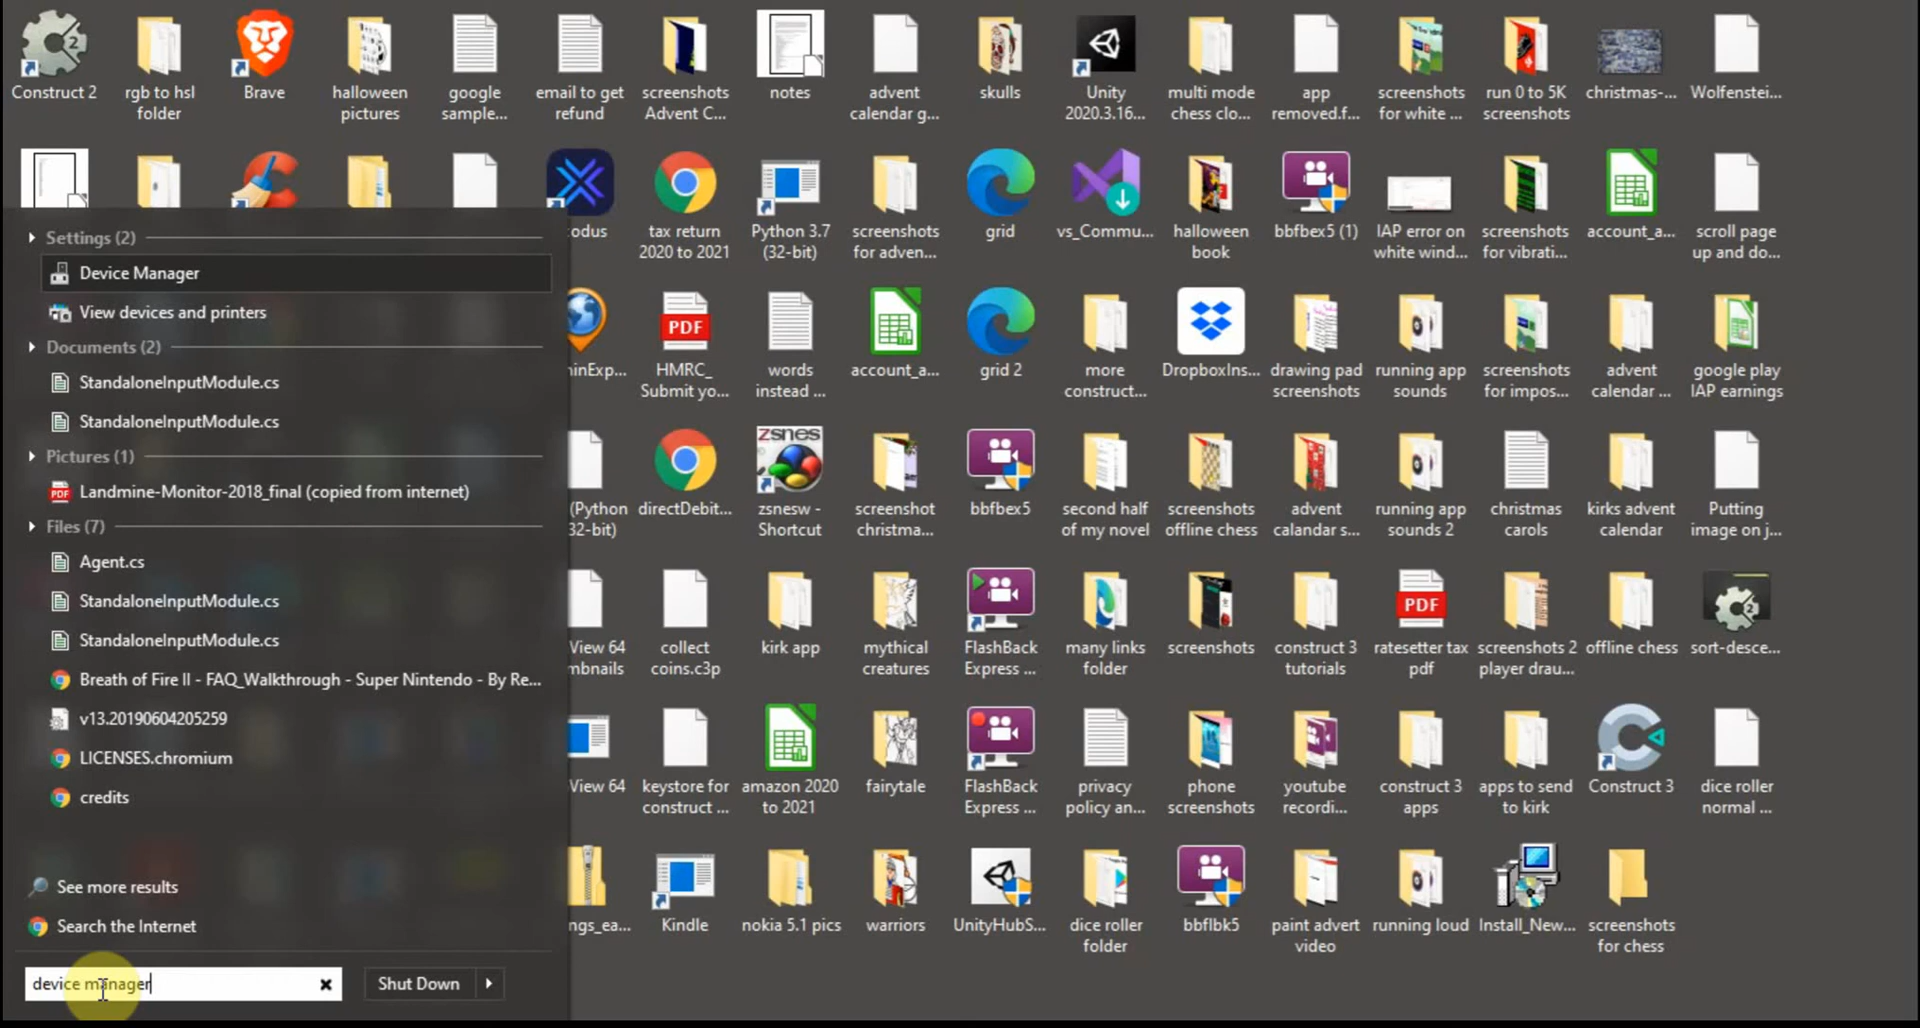 Construct 2
rgb to hsl
folder
Brave
halloween
pictures
google
sample...
email to get
refund
screenshots
Advent C...
notes
advent
calendar g...
skulls
Unity
2020.3.16...
multi mode
chess clo...
app
removed.f...
screenshots
for white ...
run 0 to 5K
screenshots
christmas-...
Wolfenstei...
odus
tax return
2020 to 2021
Python 3.7
(32-bit)
screenshots
for adven...
grid
vs_Commu...
halloween
book
bbfbex5 (1)
IAP error on
white wind...
screenshots
for vibrati...
account_a...
scroll page
up and do...
Settings (2)
Device Manager
View devices and printers
Documents (2)
StandaloneInputModule.cs
StandaloneInputModule.cs
Pictures (1)
Landmine-Monitor-2018_final (copied from internet)
Files (7)
Agent.cs
StandaloneInputModule.cs
StandaloneInputModule.cs
Breath of Fire II - FAQ_Walkthrough - Super Nintendo - By Re...
v13.20190604205259
LICENSES.chromium
credits
See more results
Search the Internet
device manager
Shut Down
inExp...
PDF
HMRC_
Submit yo...
words
instead ...
account_a...
grid 2
more
construct...
DropboxIns...
drawing pad
screenshots
running app
sounds
screenshots
for impos...
advent
calendar ...
google play
IAP earnings
(Python
32-bit)
directDebit...
zsnes
zsnesw -
Shortcut
screenshot
christma...
bbfbex5
second half
of my novel
screenshots
offline chess
advent
calandar s...
running app
sounds 2
christmas
carols
kirks advent
calendar
Putting
image on j...
View 64
mbnails
collect
coins.c3p
kirk app
mythical
creatures
FlashBack
Express ...
many links
folder
screenshots
construct 3
tutorials
PDF
ratesetter tax
pdf
screenshots 2
player drau...
offline chess
sort-desce...
View 64
keystore for
construct ...
amazon 2020
to 2021
fairytale
FlashBack
Express ...
privacy
policy an...
phone
screenshots
youtube
recordi...
construct 3
apps
apps to send
to kirk
Construct 3
dice roller
normal ...
ngs_ea...
Kindle
nokia 5.1 pics
warriors
UnityHubS...
dice roller
folder
bbflbk5
paint advert
video
running loud
Install_New...
screenshots
for chess